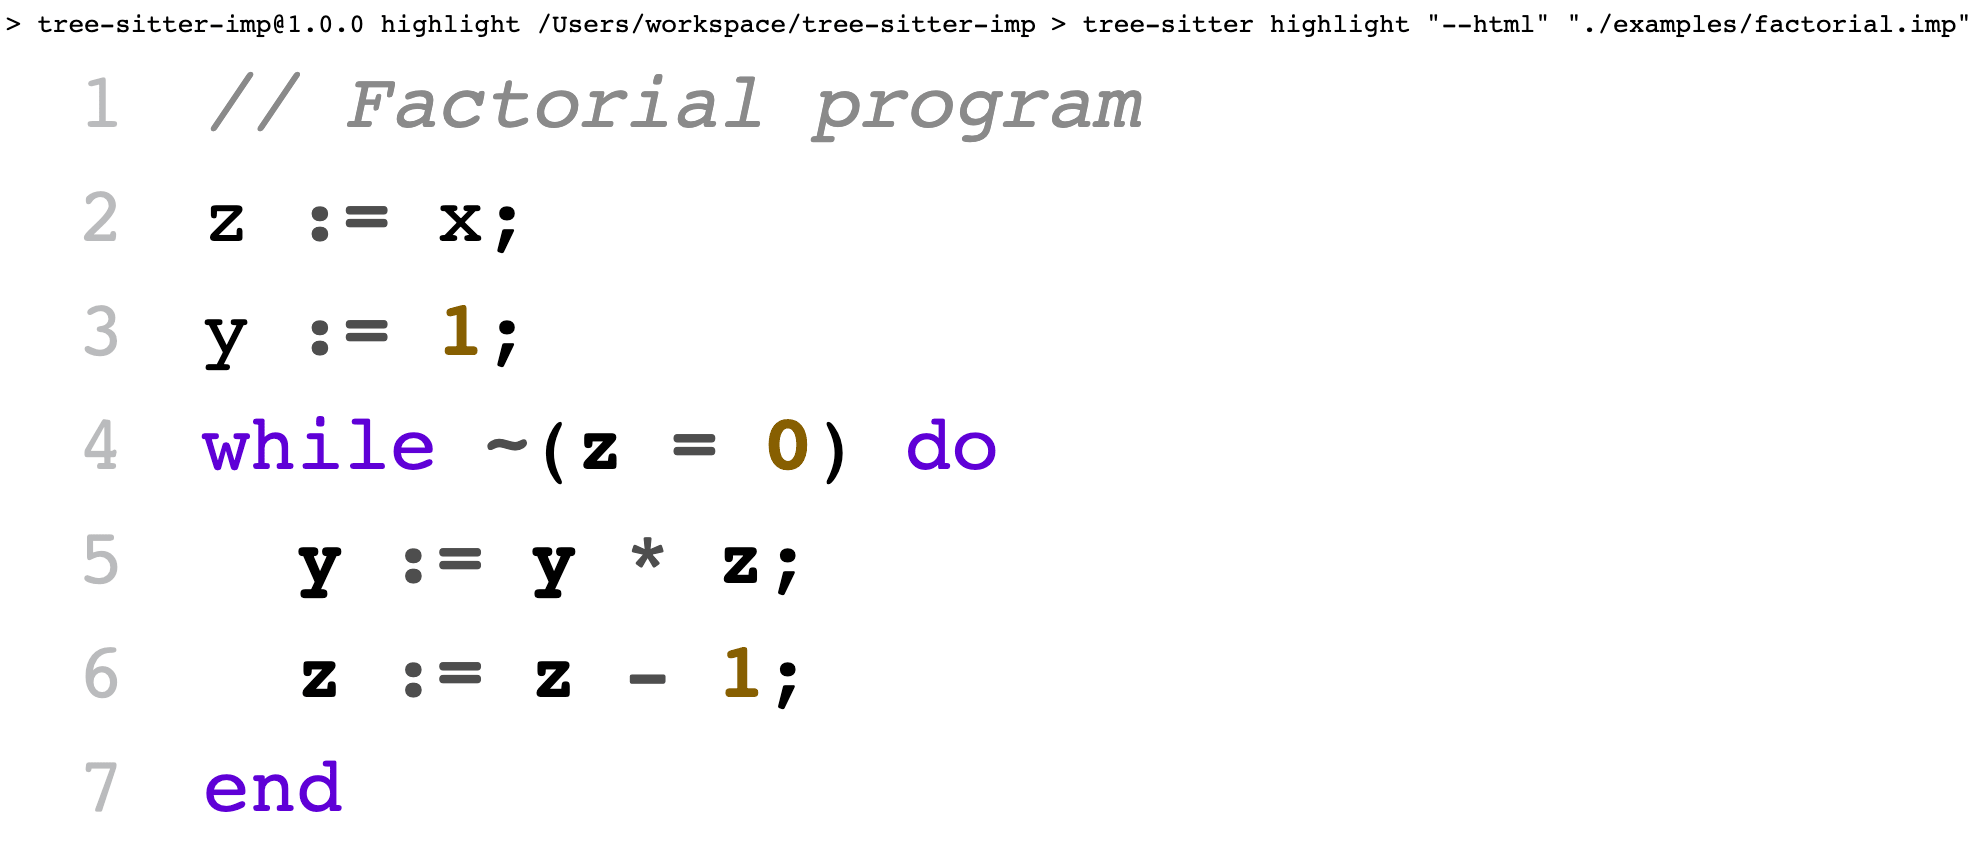 > tree-sitter-imp@1.0.0 highlight /Users/workspace/tree-sitter-imp > tree-sitter highlight "--html" "./examples/factorial.imp"
1 // Factorial program
2 z := x;
3 y := 1;
4 while ~(z = 0) do
5   y := y * z;
6   z := z - 1;
7 end